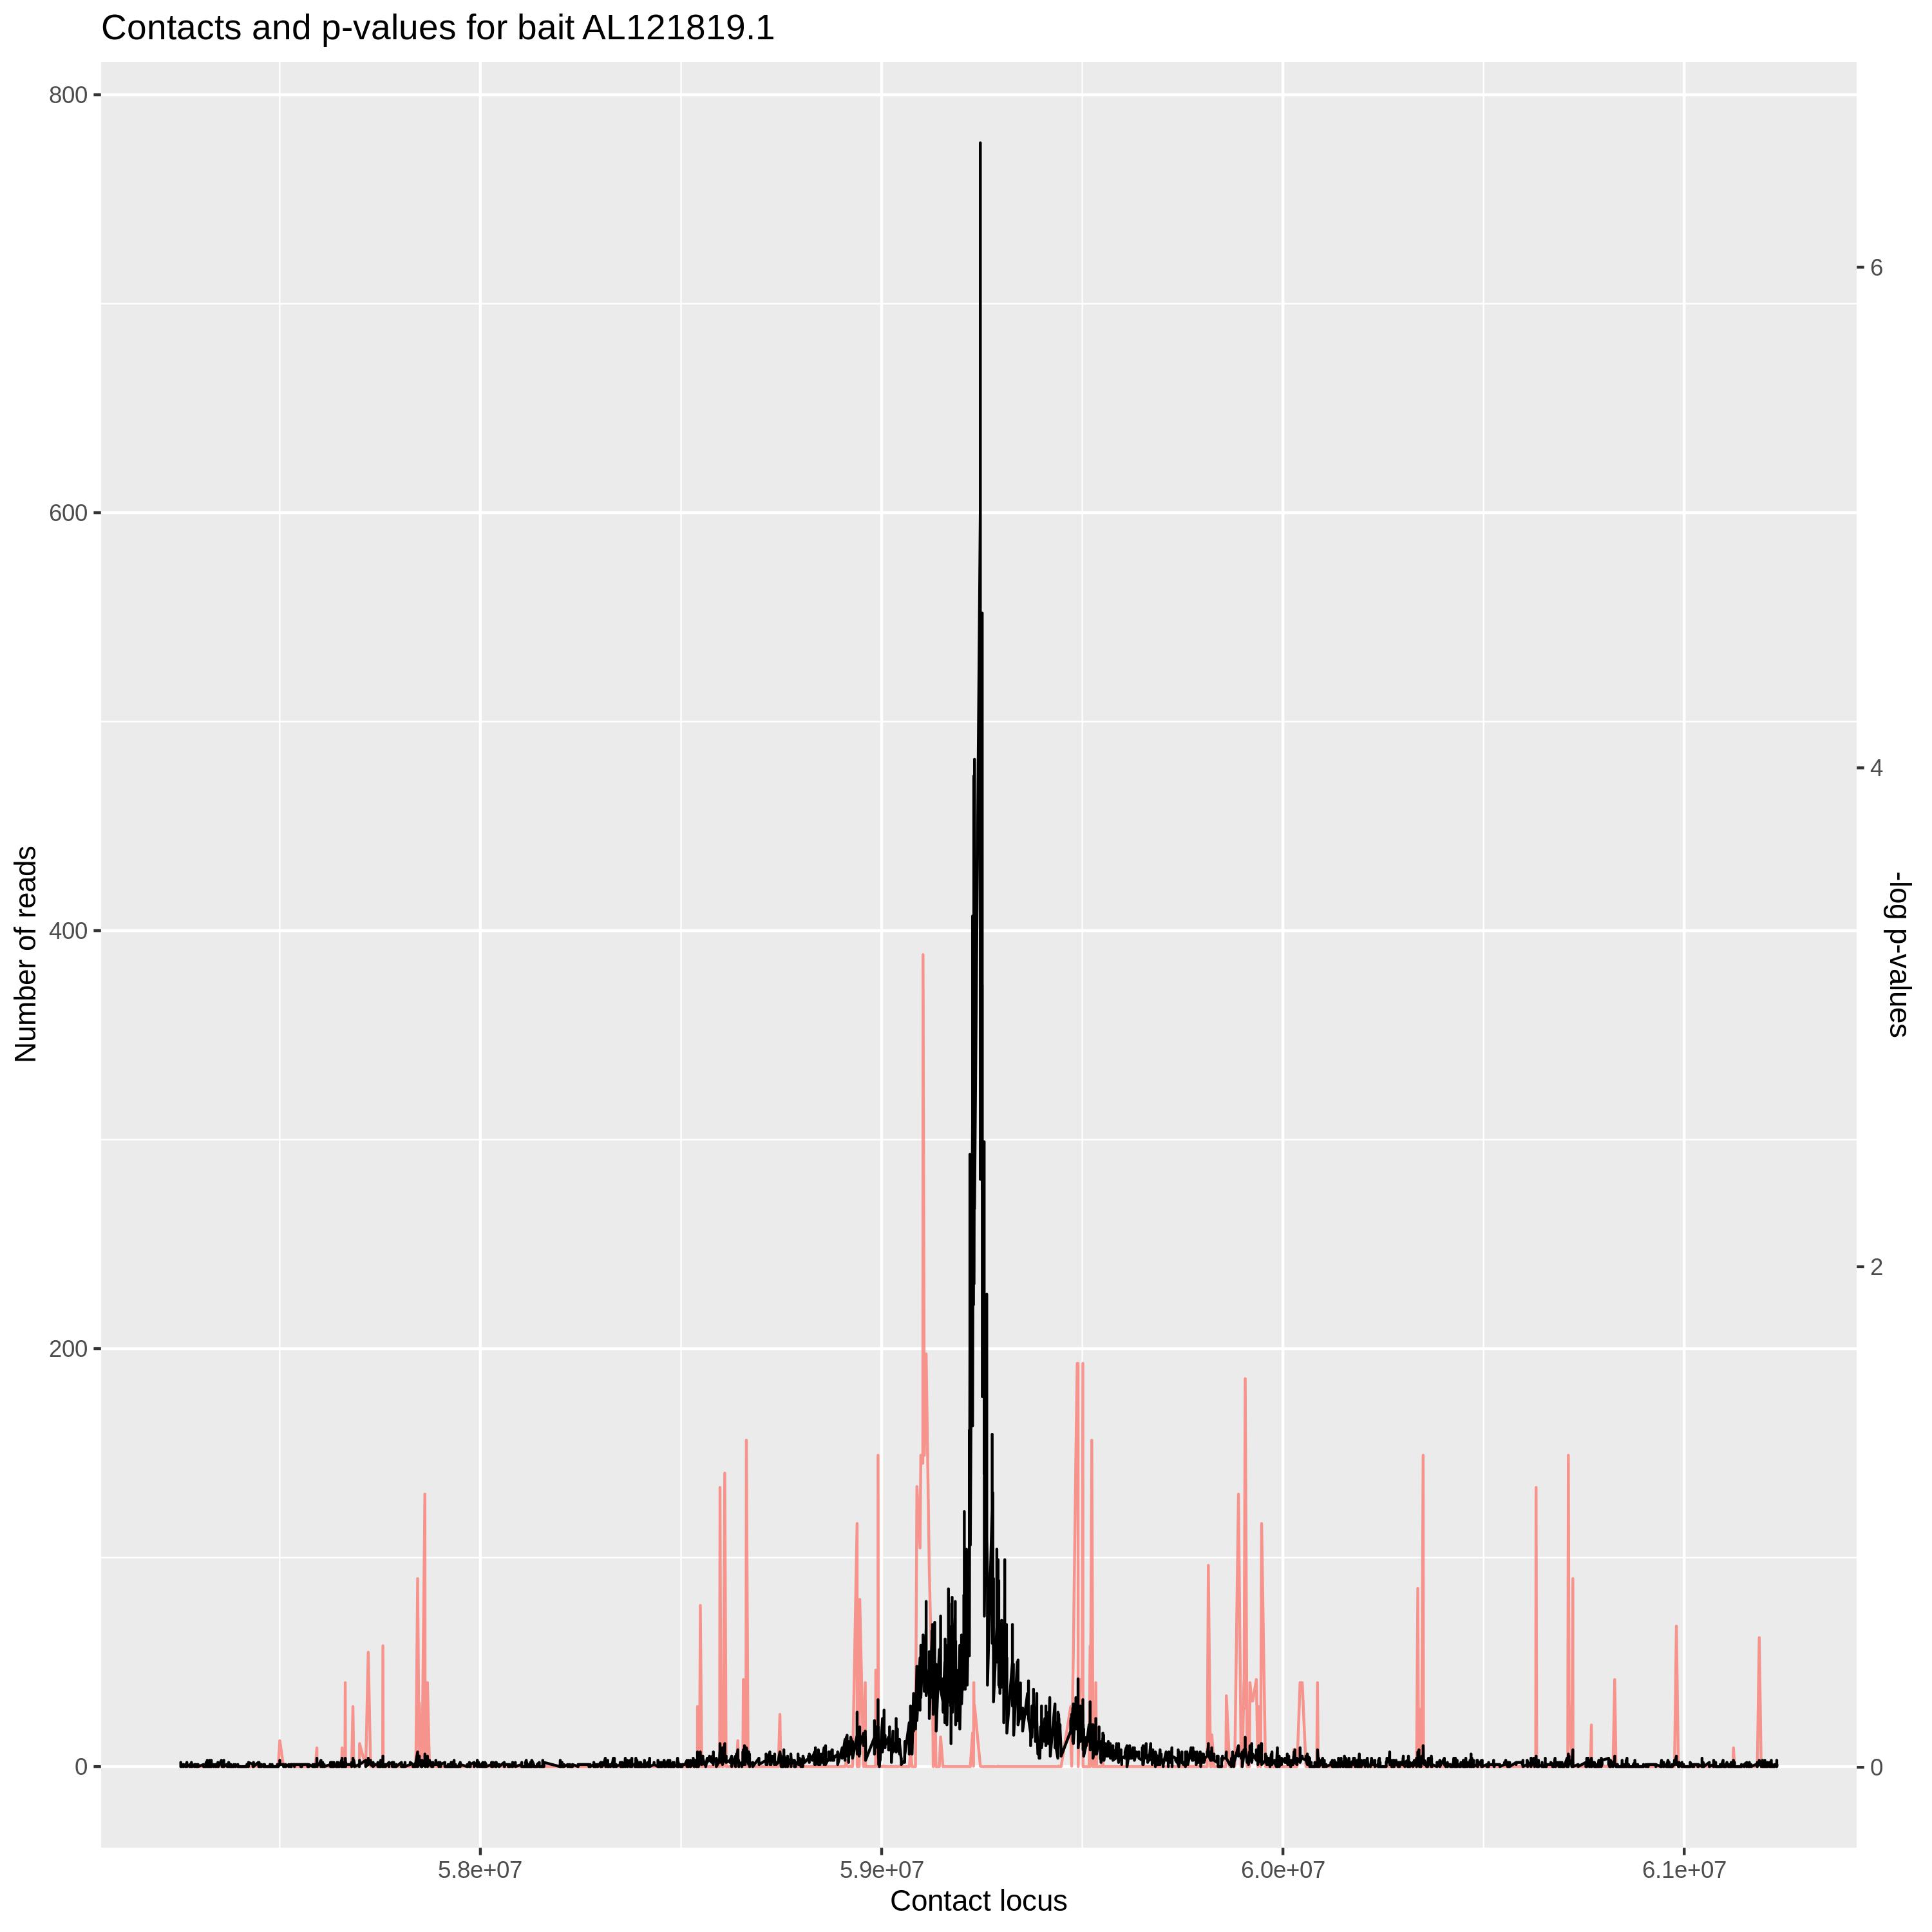 Contacts and p-values for bait AL121819.1
800
600
400
200
0
Number of reads
6
4
2
0
-log p-values
5.8e+07
5.9e+07
6.0e+07
6.1e+07
Contact locus